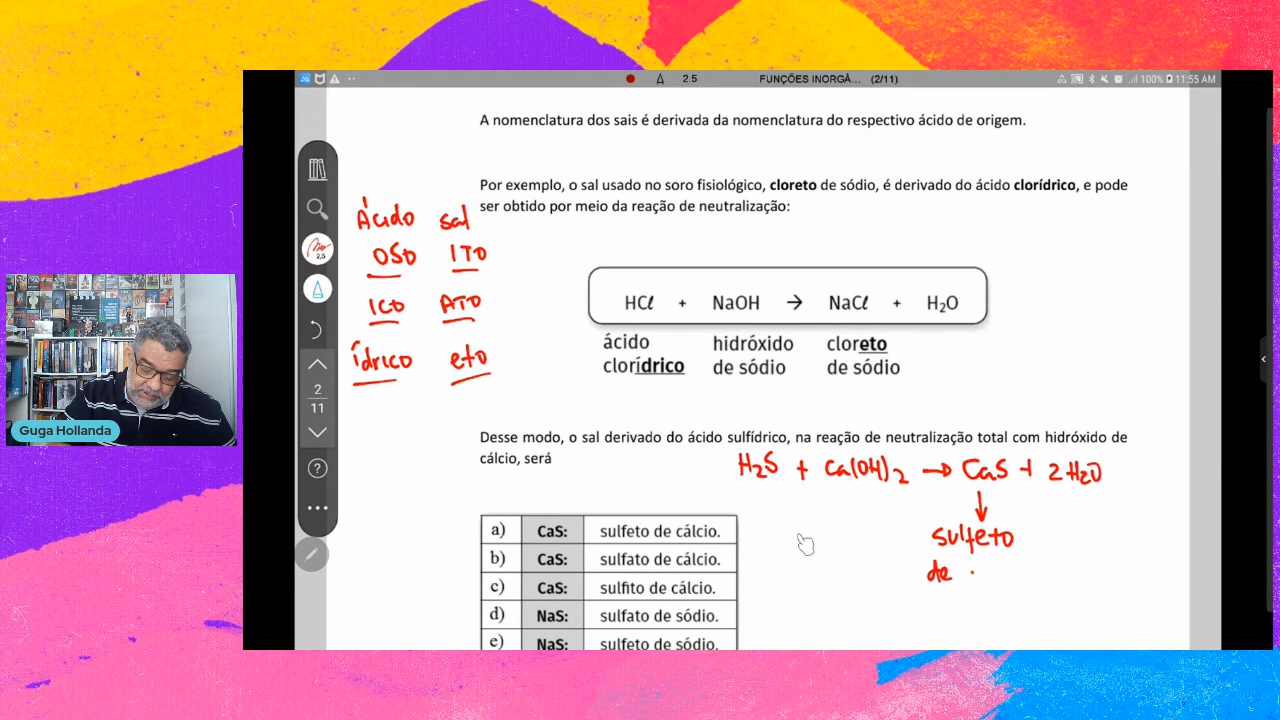 2.5 FUNÇÕES INORGÂ... (2/11) 100% 11:55 AM
A nomenclatura dos sais é derivada da nomenclatura do respectivo ácido de origem.
Por exemplo, o sal usado no soro fisiológico, cloreto de sódio, é derivado do ácido clorídrico, e pode
ser obtido por meio da reação de neutralização:
Ácido sal
OSO ITO
ICO ATO
ídrico eto
HCℓ + NaOH → NaCℓ + H₂O
ácido hidróxido cloreto
clorídrico de sódio de sódio
2,5
2
11
Guga Hollanda
Desse modo, o sal derivado do ácido sulfídrico, na reação de neutralização total com hidróxido de
cálcio, será
H₂S + Ca(OH)₂ → CaS + 2 H₂O
↓
sulfeto
de
a) CaS: sulfeto de cálcio.
b) CaS: sulfato de cálcio.
c) CaS: sulfito de cálcio.
d) NaS: sulfato de sódio.
e) NaS: sulfeto de sódio.